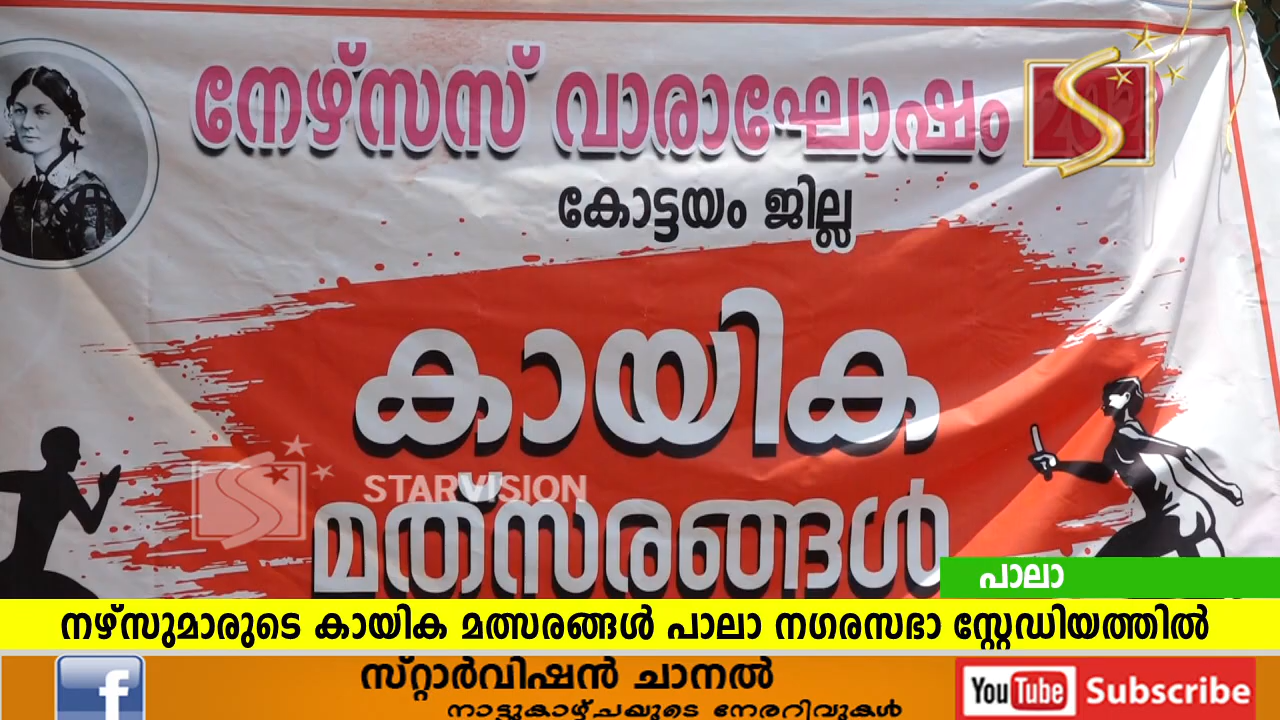 നേഴ്സസ് വാരാഘോഷം
കോട്ടയം ജില്ല
കായിക
STARVISION
മത്സരങ്ങൾ
പാലാ
നഴ്സുമാരുടെ കായിക മത്സരങ്ങൾ പാലാ നഗരസഭാ സ്റ്റേഡിയത്തിൽ
സ്റ്റാർവിഷൻ ചാനൽ
നാട്ടുകാഴ്ചയുടെ നേരറിവുകൾ
YouTube Subscribe